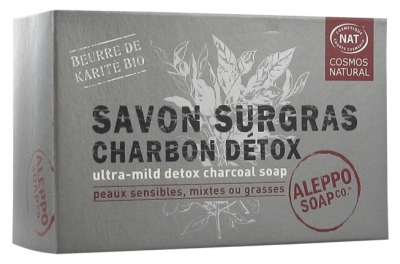 BEURRE DE
KARITÉ BIO
NAT
COSMOS
NATURAL
SAVON SURGRAS
CHARBON DÉTOX
ultra-mild detox charcoal soap
peaux sensibles, mixtes ou grasses
ALEPPO
SOAP CO.